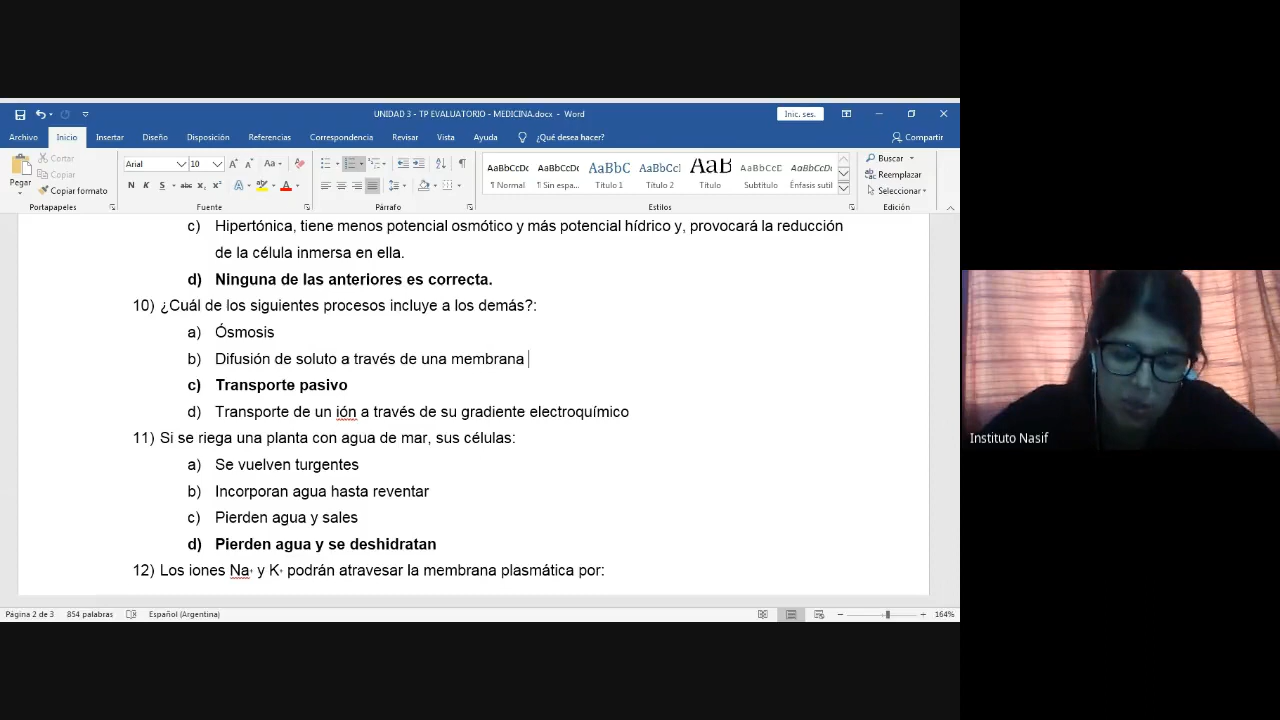 UNIDAD 3 - TP EVALUATORIO - MEDICINA.docx - Word
Inic. ses.
Archivo Inicio Insertar Diseño Disposición Referencias Correspondencia Revisar Vista Ayuda ¿Qué desea hacer? Compartir
Pegar
Cortar
Copiar
Copiar formato
Portapapeles
Arial 10
N K S abc x₂ x²
Fuente
Párrafo
AaBbCcDc AaBbCcDc AaBbC AaBbCcI AaB AaBbCcD AaBbCcD
¶ Normal ¶ Sin espa... Título 1 Título 2 Título Subtítulo Énfasis sutil
Estilos
Buscar
Reemplazar
Seleccionar
Edición
c) Hipertónica, tiene menos potencial osmótico y más potencial hídrico y, provocará la reducción
de la célula inmersa en ella.
d) Ninguna de las anteriores es correcta.
10) ¿Cuál de los siguientes procesos incluye a los demás?:
a) Ósmosis
b) Difusión de soluto a través de una membrana
c) Transporte pasivo
d) Transporte de un ión a través de su gradiente electroquímico
11) Si se riega una planta con agua de mar, sus células:
a) Se vuelven turgentes
b) Incorporan agua hasta reventar
c) Pierden agua y sales
d) Pierden agua y se deshidratan
12) Los iones Na+ y K+ podrán atravesar la membrana plasmática por:
Página 2 de 3 854 palabras Español (Argentina) 164%
Instituto Nasif